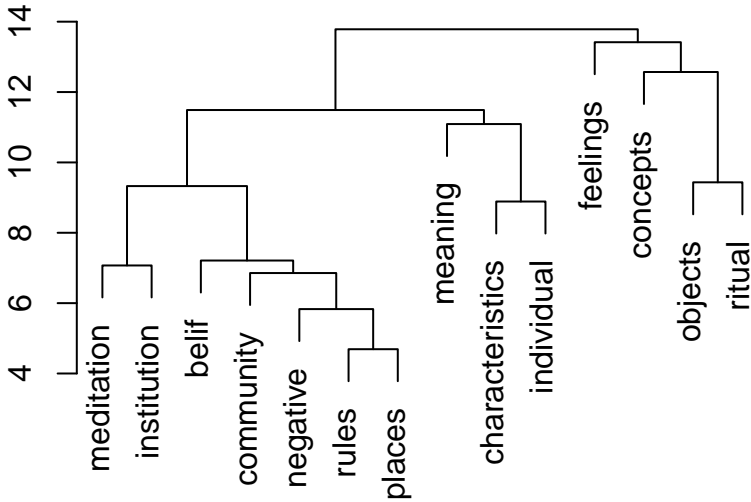 14
12
10
8
6
4
meditation
institution
belif
community
negative
rules
places
meaning
characteristics
individual
feelings
concepts
objects
ritual